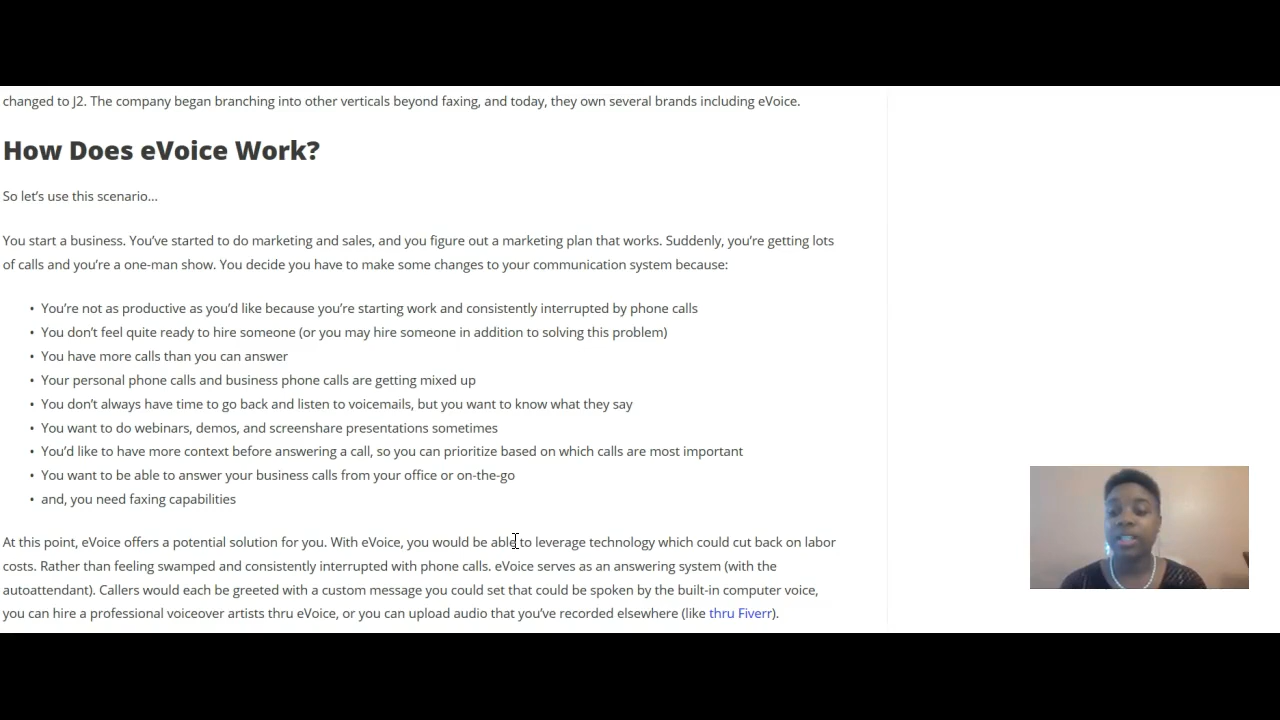 changed to J2. The company began branching into other verticals beyond faxing, and today, they own several brands including eVoice.
How Does eVoice Work?
So let's use this scenario…
You start a business. You've started to do marketing and sales, and you figure out a marketing plan that works. Suddenly, you're getting lots
of calls and you're a one-man show. You decide you have to make some changes to your communication system because:
• You're not as productive as you'd like because you're starting work and consistently interrupted by phone calls
• You don't feel quite ready to hire someone (or you may hire someone in addition to solving this problem)
• You have more calls than you can answer
• Your personal phone calls and business phone calls are getting mixed up
• You don't always have time to go back and listen to voicemails, but you want to know what they say
• You want to do webinars, demos, and screenshare presentations sometimes
• You'd like to have more context before answering a call, so you can prioritize based on which calls are most important
• You want to be able to answer your business calls from your office or on-the-go
• and, you need faxing capabilities
At this point, eVoice offers a potential solution for you. With eVoice, you would be able to leverage technology which could cut back on labor
costs. Rather than feeling swamped and consistently interrupted with phone calls. eVoice serves as an answering system (with the
autoattendant). Callers would each be greeted with a custom message you could set that could be spoken by the built-in computer voice,
you can hire a professional voiceover artists thru eVoice, or you can upload audio that you've recorded elsewhere (like thru Fiverr).